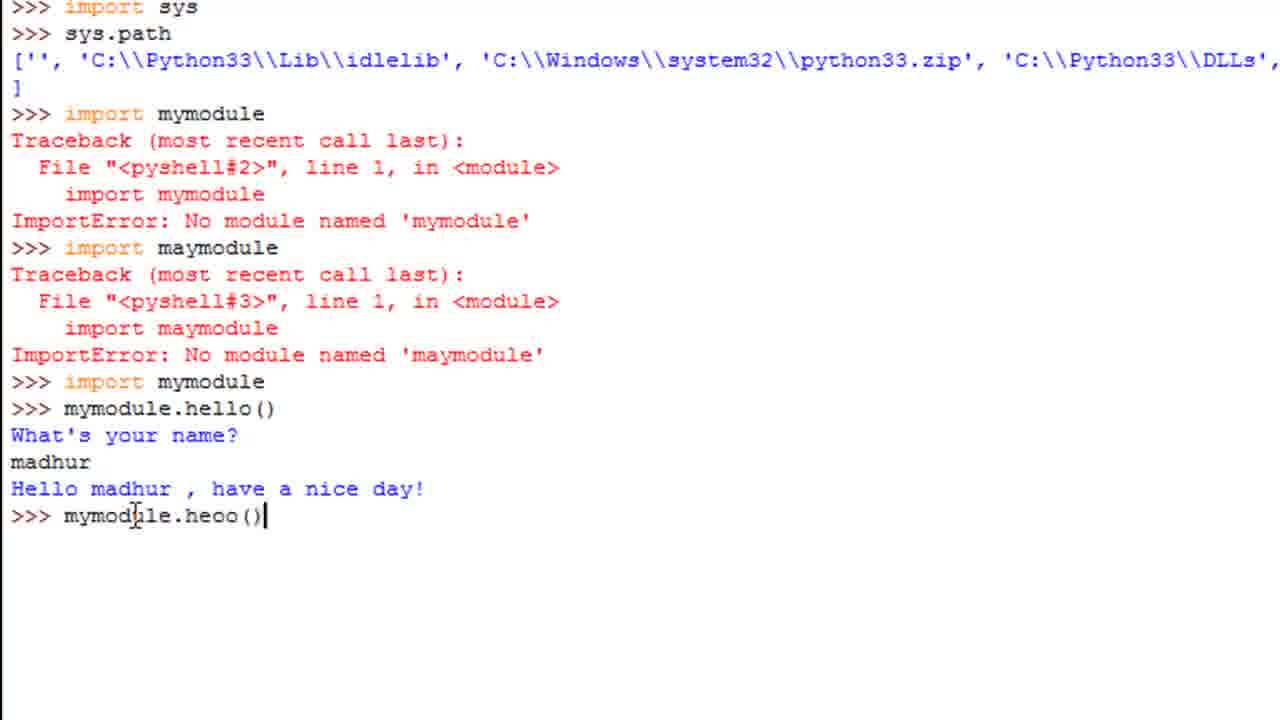 >>> import sys
>>> sys.path
['', 'C:\\Python33\\Lib\\idlelib', 'C:\\Windows\\system32\\python33.zip', 'C:\\Python33\\DLLs',
]
>>> import mymodule
Traceback (most recent call last):
  File "<pyshell#2>", line 1, in <module>
    import mymodule
ImportError: No module named 'mymodule'
>>> import maymodule
Traceback (most recent call last):
  File "<pyshell#3>", line 1, in <module>
    import maymodule
ImportError: No module named 'maymodule'
>>> import mymodule
>>> mymodule.hello()
What's your name?
madhur
Hello madhur , have a nice day!
>>> mymodule.heoo()